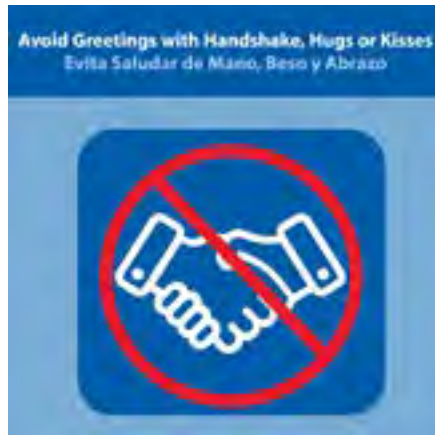 Avoid Greetings with Handshake, Hugs or Kisses
Evita Saludar de Mano, Beso y Abrazo